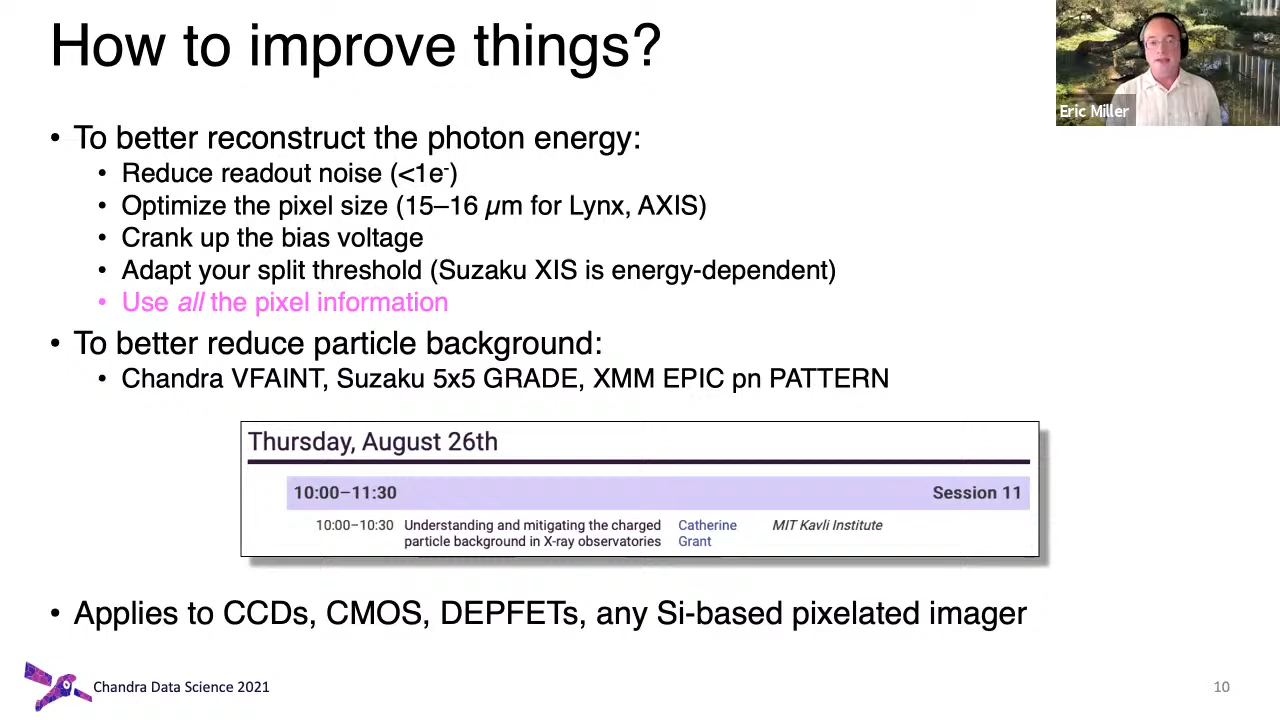 How to improve things?
Eric Miller
• To better reconstruct the photon energy:
• Reduce readout noise (<1e-)
• Optimize the pixel size (15–16 µm for Lynx, AXIS)
• Crank up the bias voltage
• Adapt your split threshold (Suzaku XIS is energy-dependent)
• Use all the pixel information
• To better reduce particle background:
• Chandra VFAINT, Suzaku 5x5 GRADE, XMM EPIC pn PATTERN
Thursday, August 26th
10:00–11:30 Session 11
10:00–10:30 Understanding and mitigating the charged Catherine MIT Kavli Institute
particle background in X-ray observatories Grant
• Applies to CCDs, CMOS, DEPFETs, any Si-based pixelated imager
Chandra Data Science 2021 10